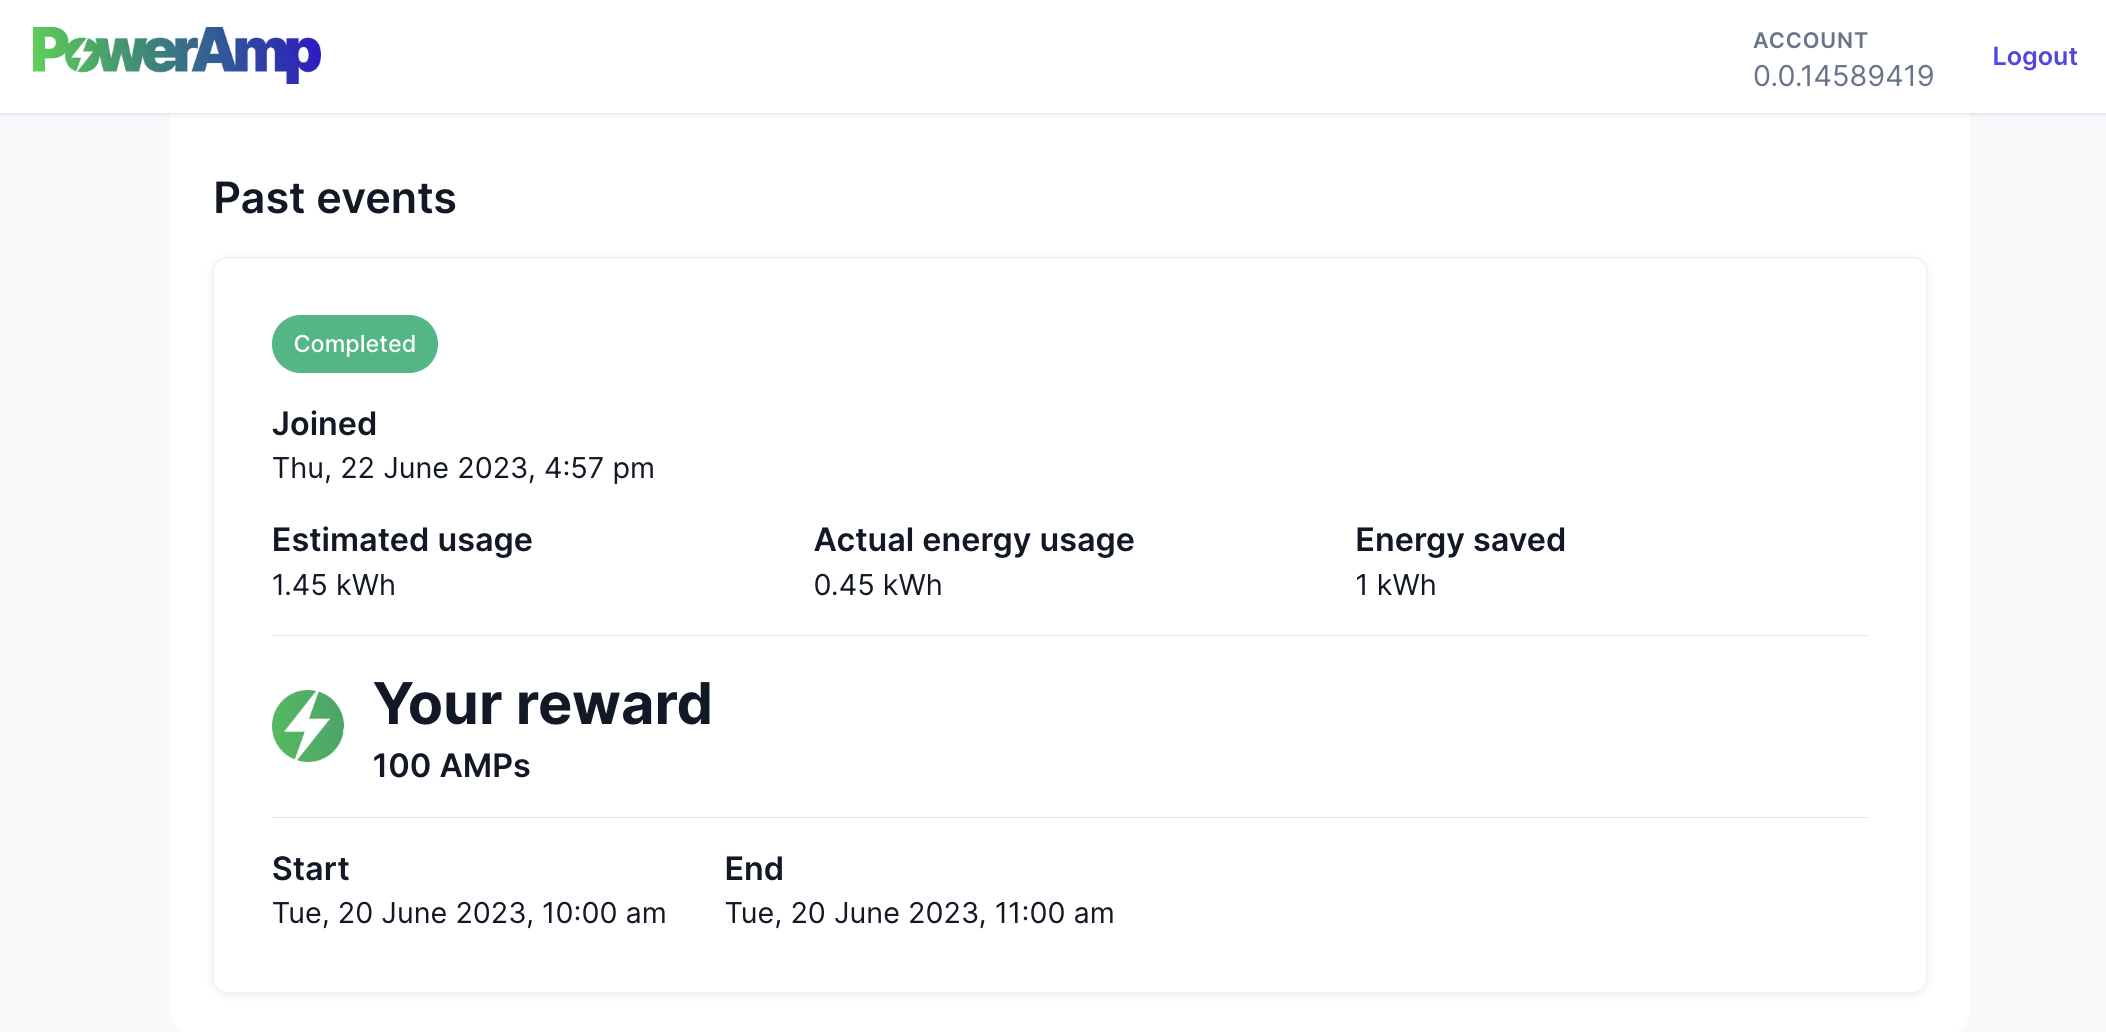 PowerAmp
ACCOUNT
0.0.14589419
Logout
Past events
Completed
Joined
Thu, 22 June 2023, 4:57 pm
Estimated usage
1.45 kWh
Actual energy usage
0.45 kWh
Energy saved
1 kWh
Your reward
100 AMPs
Start
Tue, 20 June 2023, 10:00 am
End
Tue, 20 June 2023, 11:00 am